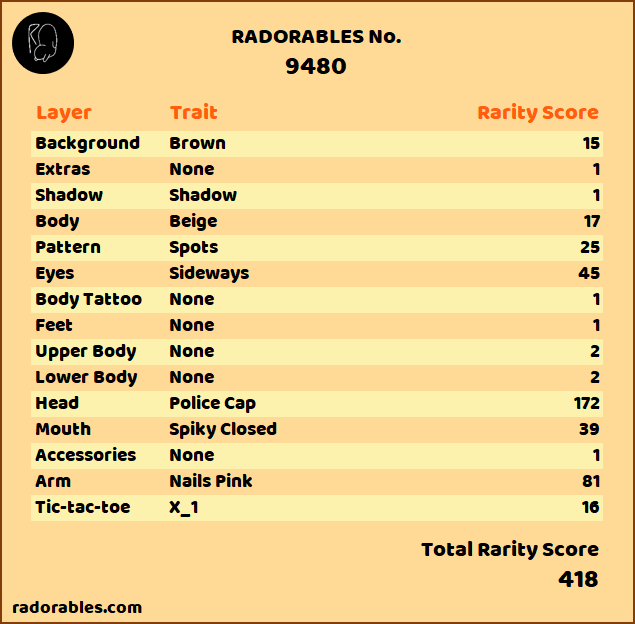 RADORABLES No.
9480
Layer Trait Rarity Score
Background Brown 15
Extras None 1
Shadow Shadow 1
Body Beige 17
Pattern Spots 25
Eyes Sideways 45
Body Tattoo None 1
Feet None 1
Upper Body None 2
Lower Body None 2
Head Police Cap 172
Mouth Spiky Closed 39
Accessories None 1
Arm Nails Pink 81
Tic-tac-toe X_1 16
Total Rarity Score
418
radorables.com